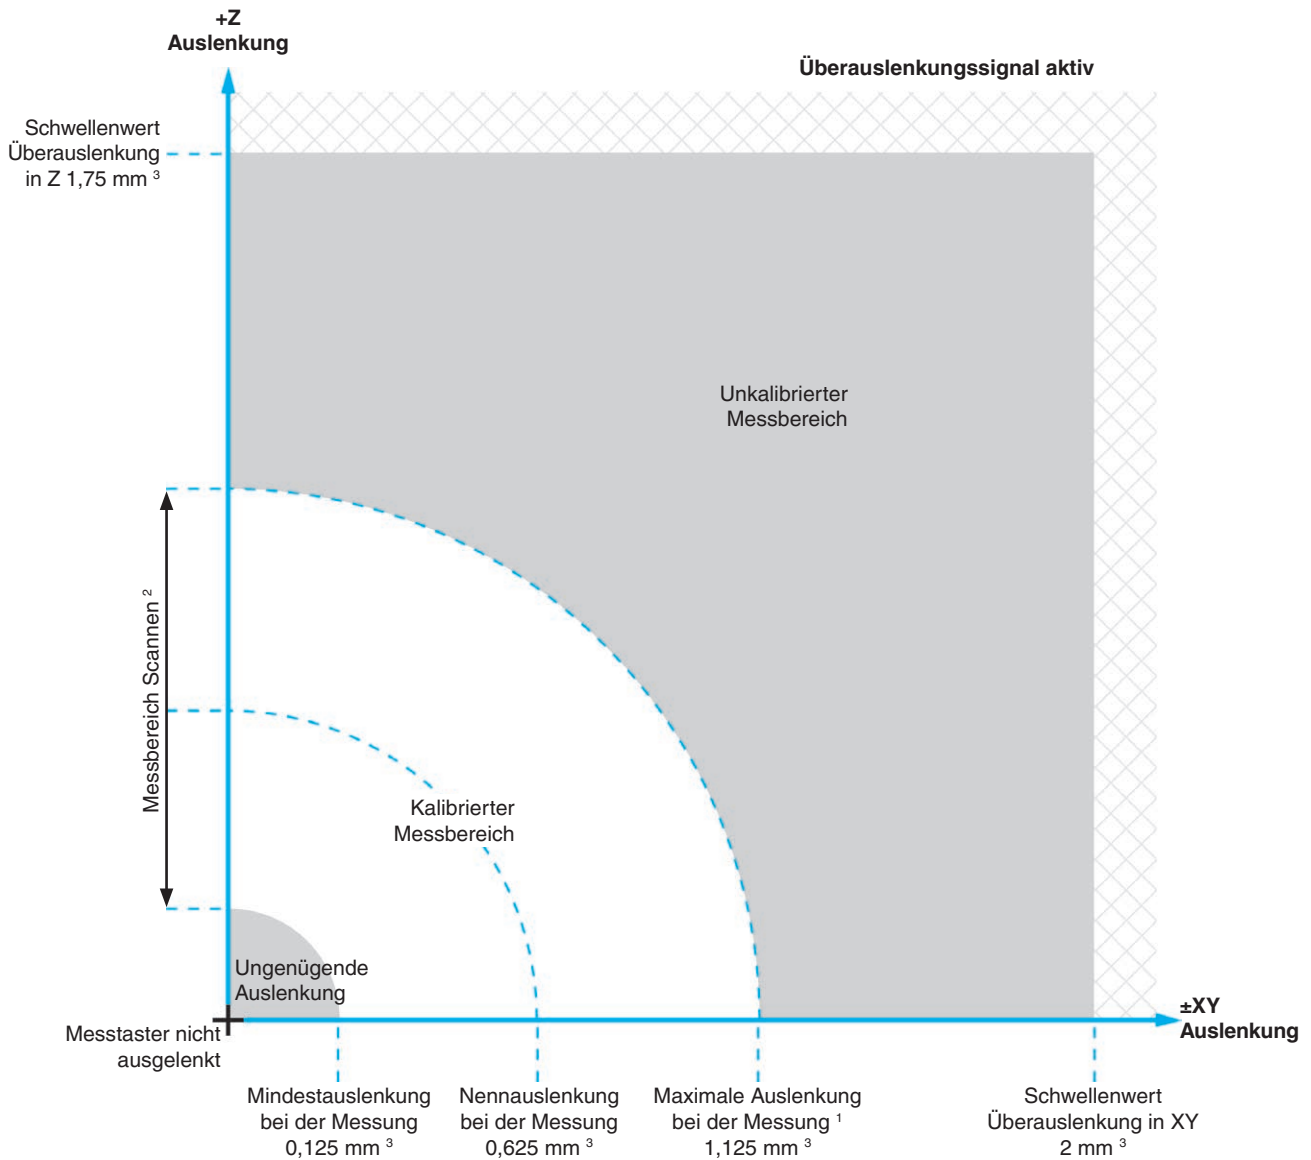 +Z
Auslenkung
Überauslenkungssignal aktiv
Schwellenwert
Überauslenkung
in Z 1,75 mm ³
Unkalibrierter
Messbereich
Messbereich Scannen ²
Kalibrierter
Messbereich
Ungenügende
Auslenkung
Messtaster nicht
ausgelenkt
±XY
Auslenkung
Mindestauslenkung
bei der Messung
0,125 mm ³
Nennauslenkung
bei der Messung
0,625 mm ³
Maximale Auslenkung
bei der Messung ¹
1,125 mm ³
Schwellenwert
Überauslenkung in XY
2 mm ³